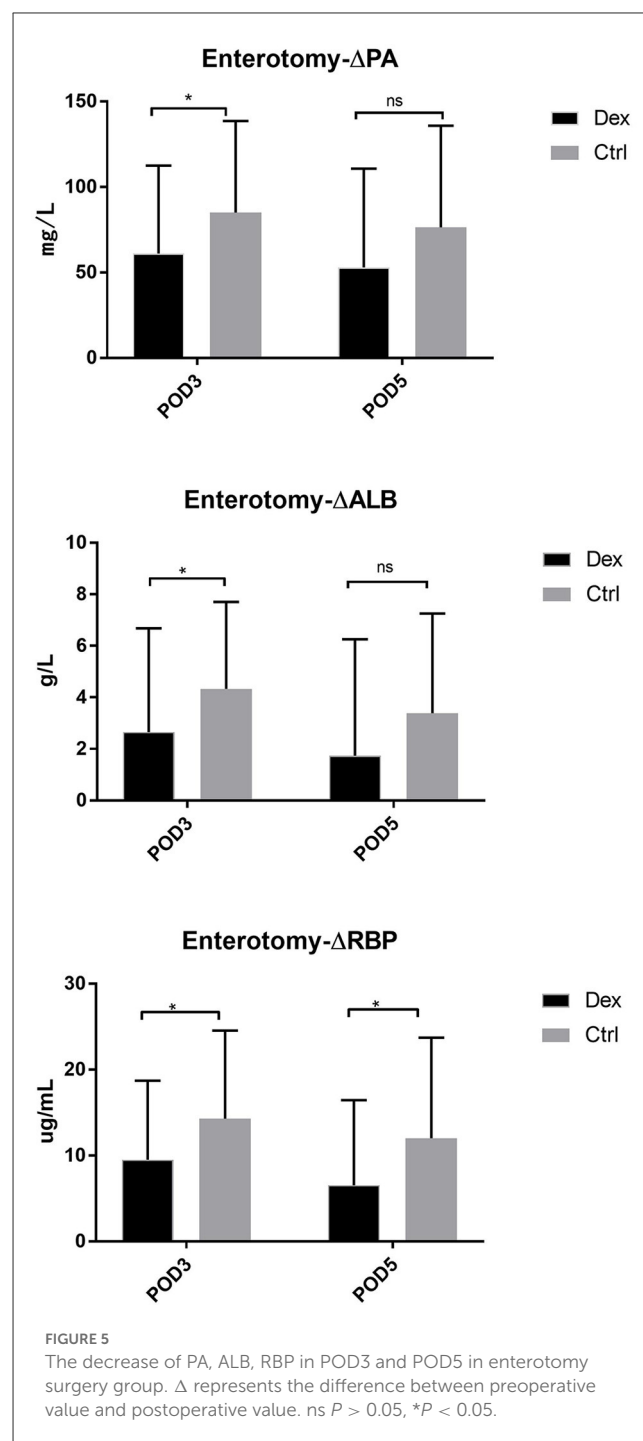 Enterotomy-ΔPA
150
100
50
0
mg/L
*
ns
Dex
Ctrl
POD3
POD5
Enterotomy-ΔALB
10
8
6
4
2
0
g/L
*
ns
Dex
Ctrl
POD3
POD5
Enterotomy-ΔRBP
30
20
10
0
ug/mL
*
*
Dex
Ctrl
POD3
POD5
FIGURE 5
The decrease of PA, ALB, RBP in POD3 and POD5 in enterotomy
surgery group. Δ represents the difference between preoperative
value and postoperative value. ns P > 0.05, *P < 0.05.